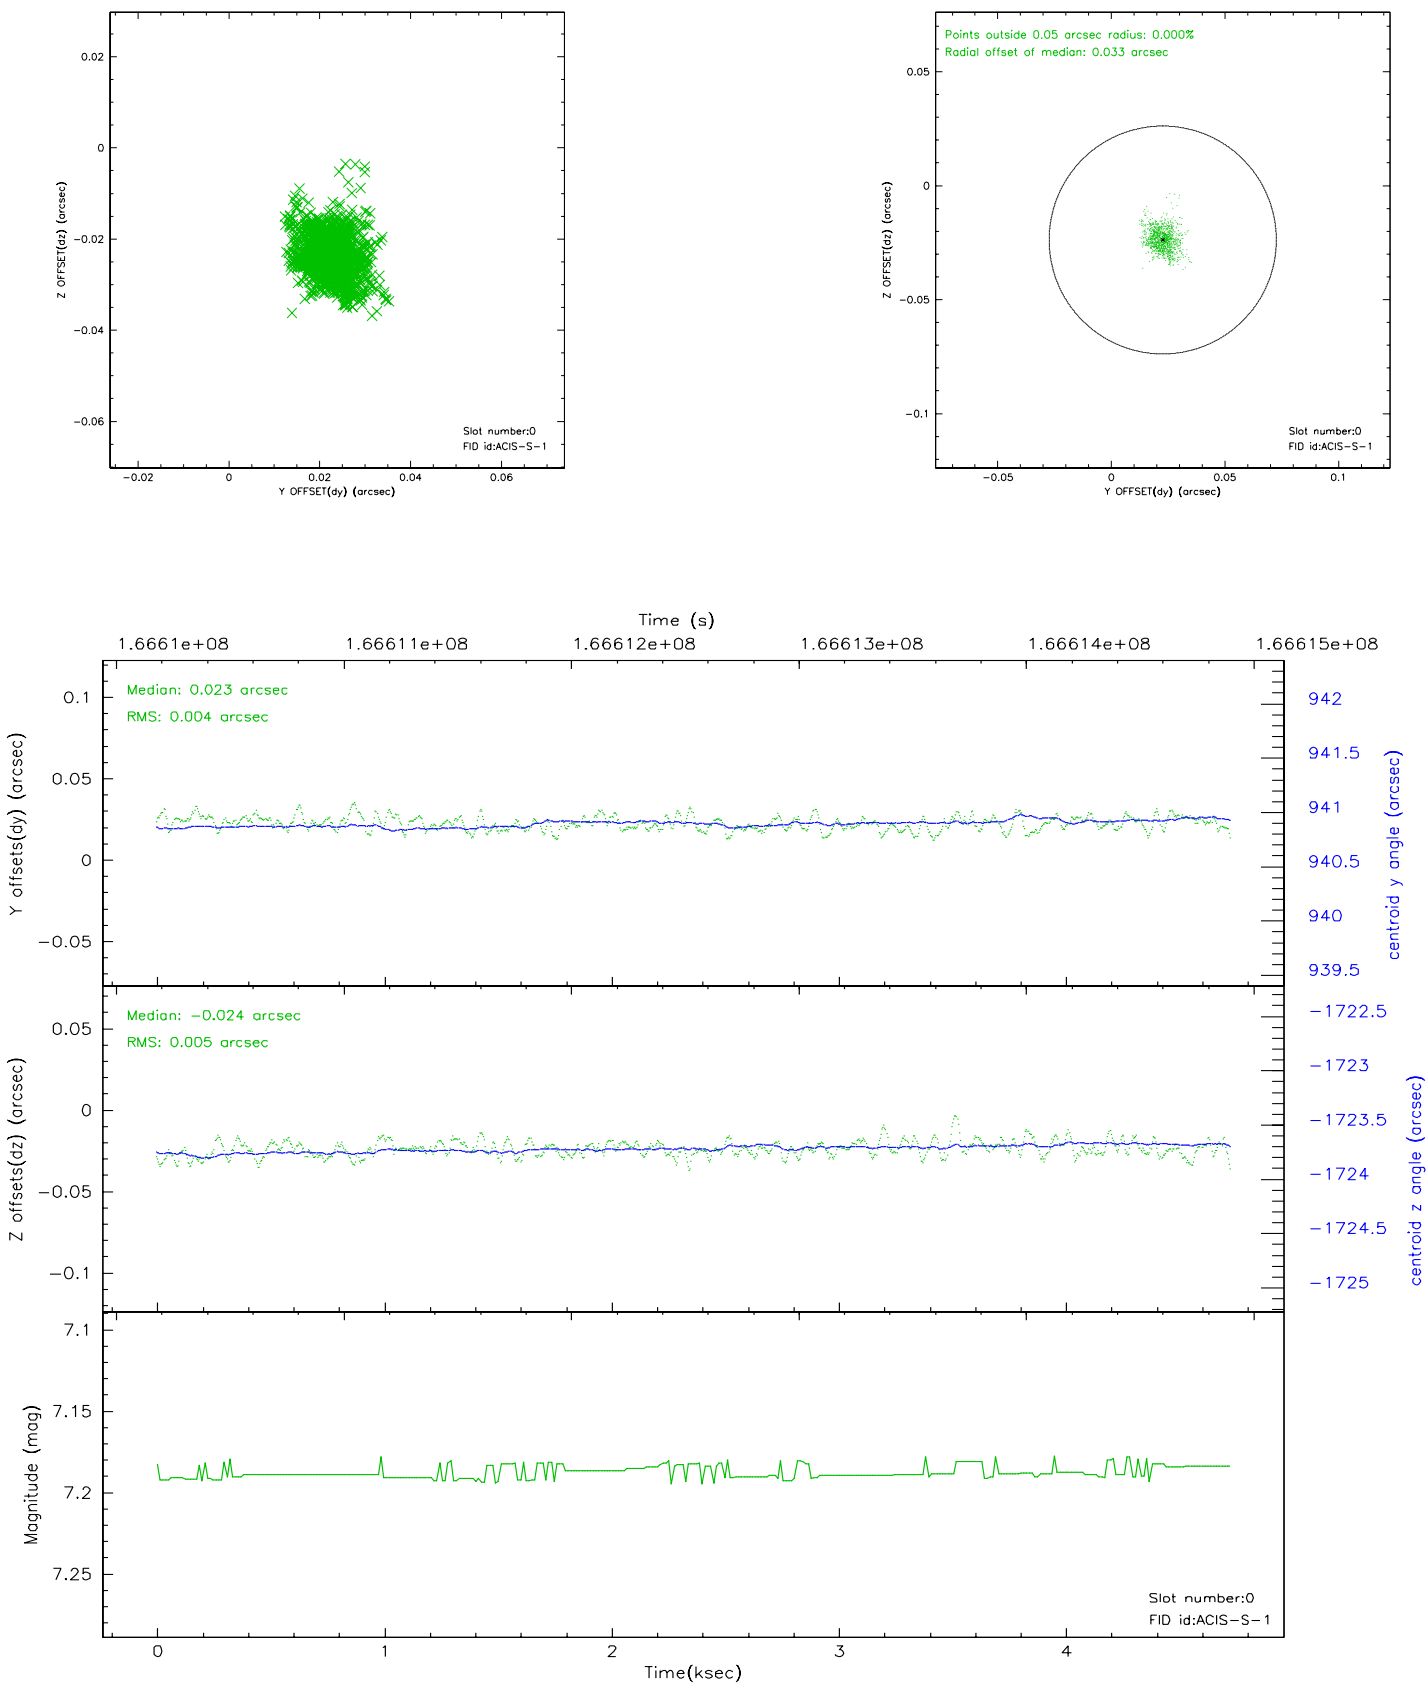 0.02
0
−0.02
−0.04
−0.06
Z OFFSET(dz) (arcsec)
Slot number:0
FID id:ACIS−S−1
−0.02 0 0.02 0.04 0.06
Y OFFSET(dy) (arcsec)
Points outside 0.05 arcsec radius: 0.000%
Radial offset of median: 0.033 arcsec
0.05
0
−0.05
−0.1
Z OFFSET(dz) (arcsec)
Slot number:0
FID id:ACIS−S−1
−0.05 0 0.05 0.1
Y OFFSET(dy) (arcsec)
Time (s)
1.6661e+08 1.66611e+08 1.66612e+08 1.66613e+08 1.66614e+08 1.66615e+08
Median: 0.023 arcsec
RMS: 0.004 arcsec
0.1
0.05
0
−0.05
Y offsets(dy) (arcsec)
942
941.5
941
940.5
940
939.5
centroid y angle (arcsec)
Median: −0.024 arcsec
RMS: 0.005 arcsec
0.05
0
−0.05
−0.1
Z offsets(dz) (arcsec)
−1722.5
−1723
−1723.5
−1724
−1724.5
−1725
centroid z angle (arcsec)
7.1
7.15
7.2
7.25
Magnitude (mag)
Slot number:0
FID id:ACIS−S−1
0 1 2 3 4
Time(ksec)